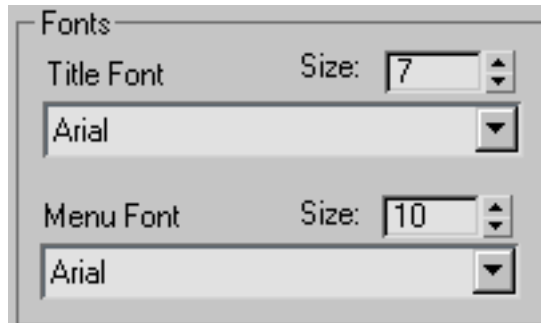 Fonts
Title Font Size: 7
Arial
Menu Font Size: 10
Arial